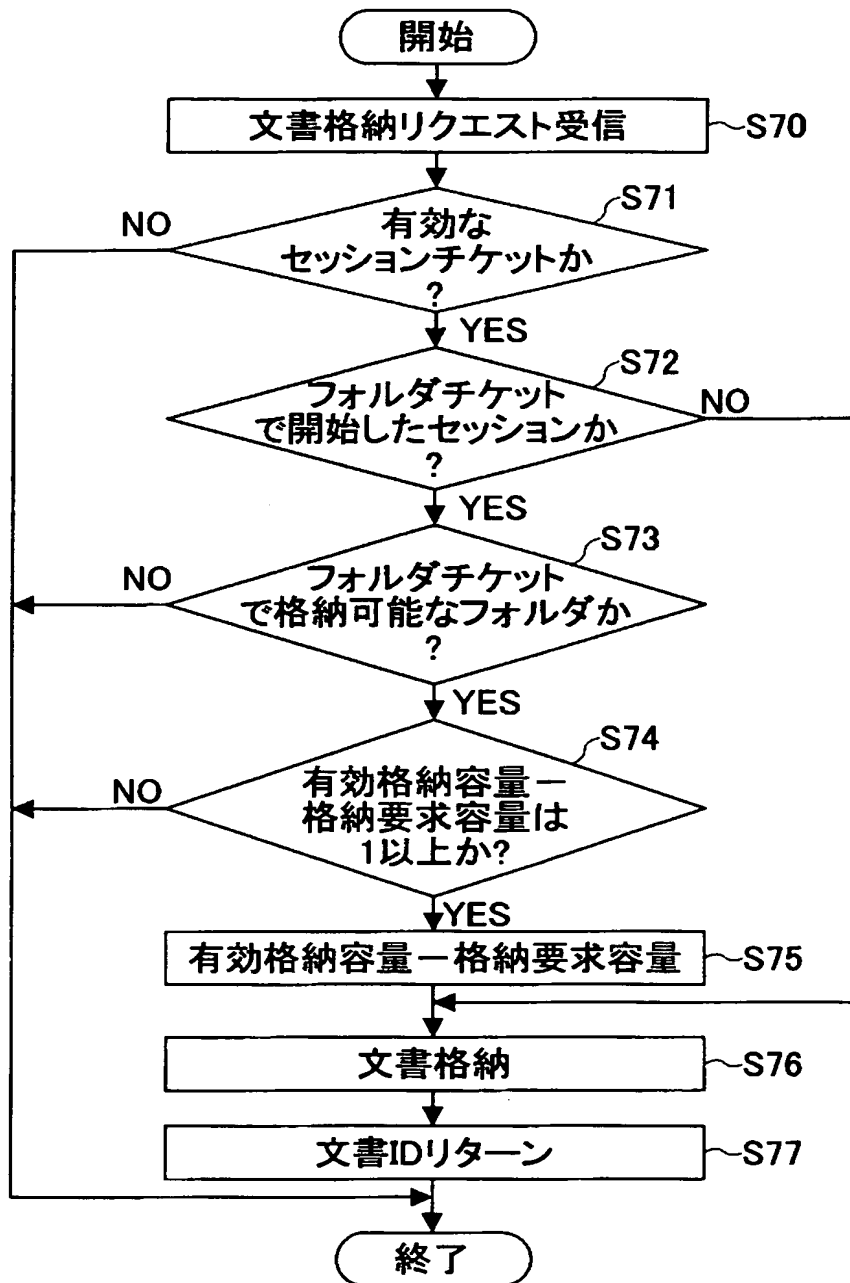 開始
文書格納リクエスト受信
S70
S71
NO
有効な
セッションチケットか
?
YES
S72
フォルダチケット
で開始したセッションか
?
NO
YES
S73
NO
フォルダチケット
で格納可能なフォルダか
?
YES
S74
NO
有効格納容量－
格納要求容量は
1以上か?
YES
有効格納容量－格納要求容量
S75
文書格納
S76
文書IDリターン
S77
終了